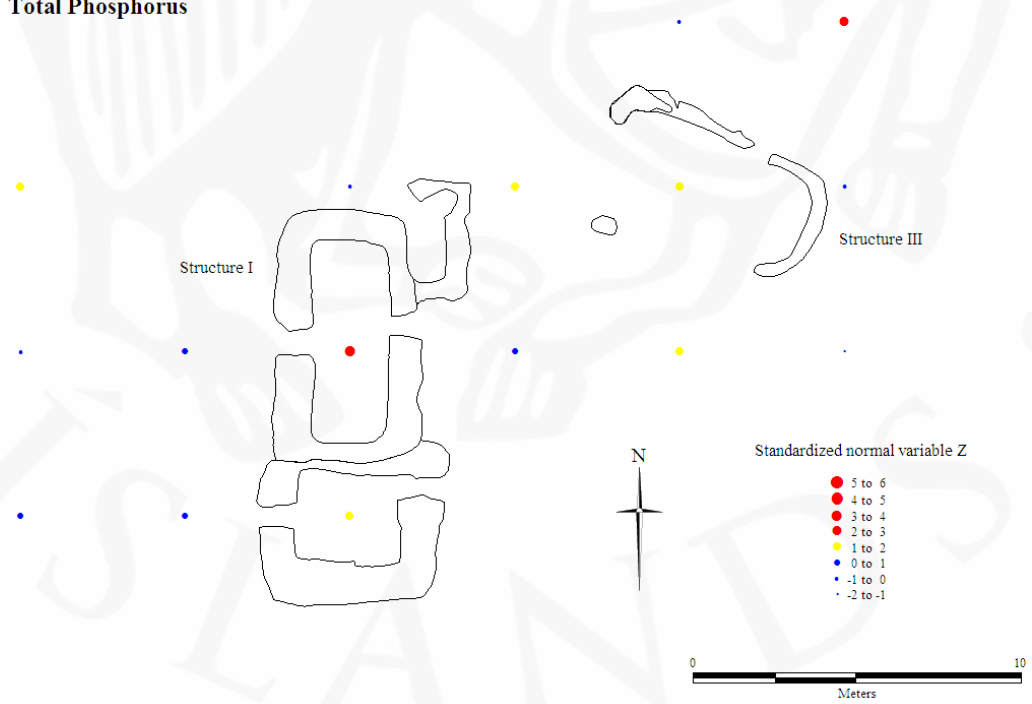 Total Phosphorus
Structure III
Structure I
N
Standardized normal variable Z
5 to 6
4 to 5
3 to 4
2 to 3
1 to 2
0 to 1
-1 to 0
-2 to -1
0 10
Meters
ISLANDS